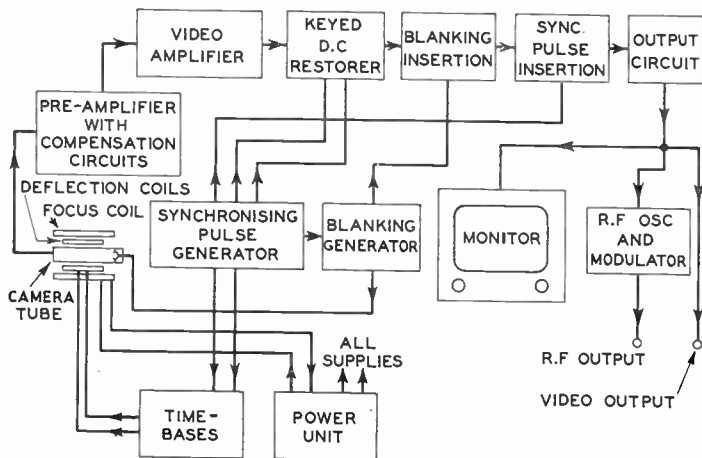 VIDEO
AMPLIFIER
KEYED
D.C
RESTORER
BLANKING
INSERTION
SYNC.
PULSE
INSERTION
OUTPUT
CIRCUIT
PRE-AMPLIFIER
WITH
COMPENSATION
CIRCUITS
DEFLECTION COILS
FOCUS COIL
CAMERA
TUBE
SYNCHRONISING
PULSE
GENERATOR
BLANKING
GENERATOR
MONITOR
R.F OSC
AND
MODULATOR
ALL
SUPPLIES
R.F OUTPUT
VIDEO OUTPUT
TIME-
BASES
POWER
UNIT